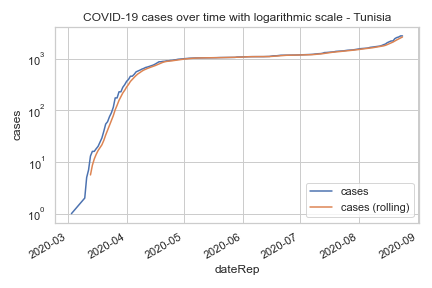 COVID-19 cases over time with logarithmic scale - Tunisia
cases
10³
10²
10¹
10⁰
cases
cases (rolling)
2020-03
2020-04
2020-05
2020-06
2020-07
2020-08
2020-09
dateRep